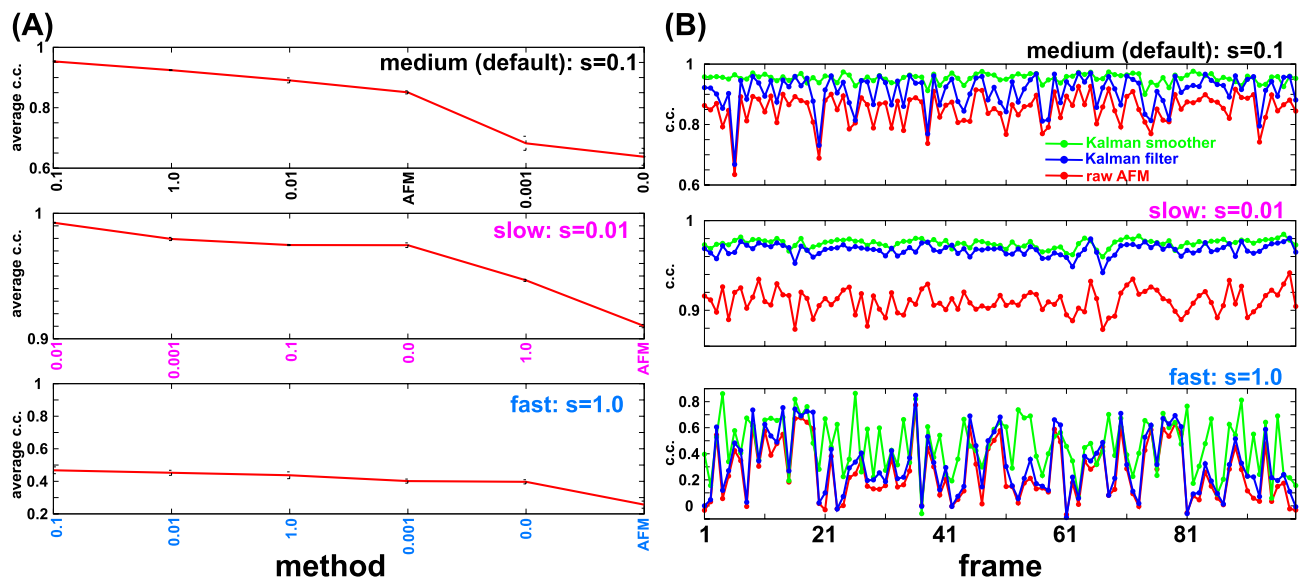 (A)
medium (default): s=0.1
average c.c.
1
0.9
0.8
0.6
0.1
1.0
0.01
AFM
0.001
0.0
slow: s=0.01
average c.c.
1
0.9
0.01
0.001
0.1
0.0
1.0
AFM
fast: s=1.0
average c.c.
1
0.8
0.6
0.4
0.2
0.1
0.01
1.0
0.001
0.0
AFM
method
(B)
medium (default): s=0.1
c.c.
1.0
0.9
0.8
0.6
Kalman smoother
Kalman filter
raw AFM
slow: s=0.01
c.c.
1
0.9
fast: s=1.0
c.c.
0.8
0.6
0.4
0.2
0
1
21
41
61
81
frame